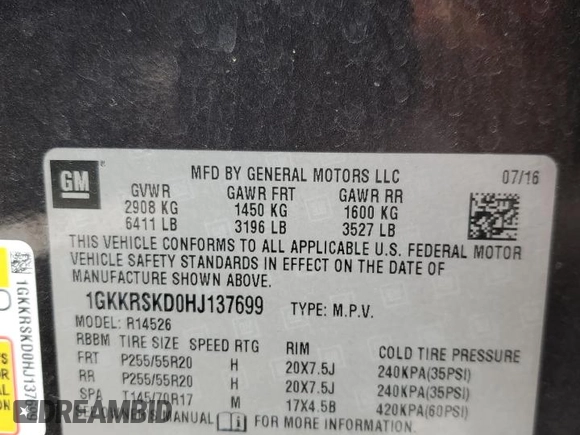 GM
MFD BY GENERAL MOTORS LLC 07/16
GVWR GAWR FRT GAWR RR
2908 KG 1450 KG 1600 KG
6411 LB 3196 LB 3527 LB
THIS VEHICLE CONFORMS TO ALL APPLICABLE U.S. FEDERAL MOTOR
VEHICLE SAFETY STANDARDS IN EFFECT ON THE DATE OF
MANUFACTURE SHOWN ABOVE.
1GKKRSKD0HJ137699 TYPE: M.P.V.
MODEL: R14526
RBBM TIRE SIZE SPEED RTG RIM COLD TIRE PRESSURE
FRT P255/55R20 H 20X7.5J 240KPA(35PSI)
RR P255/55R20 H 20X7.5J 240KPA(35PSI)
SPA T145/70R17 M 17X4.5B 420KPA(60PSI)
MANUAL FOR MORE INFORMATION.
1GKKRSKD0HJ137
DREAMBID